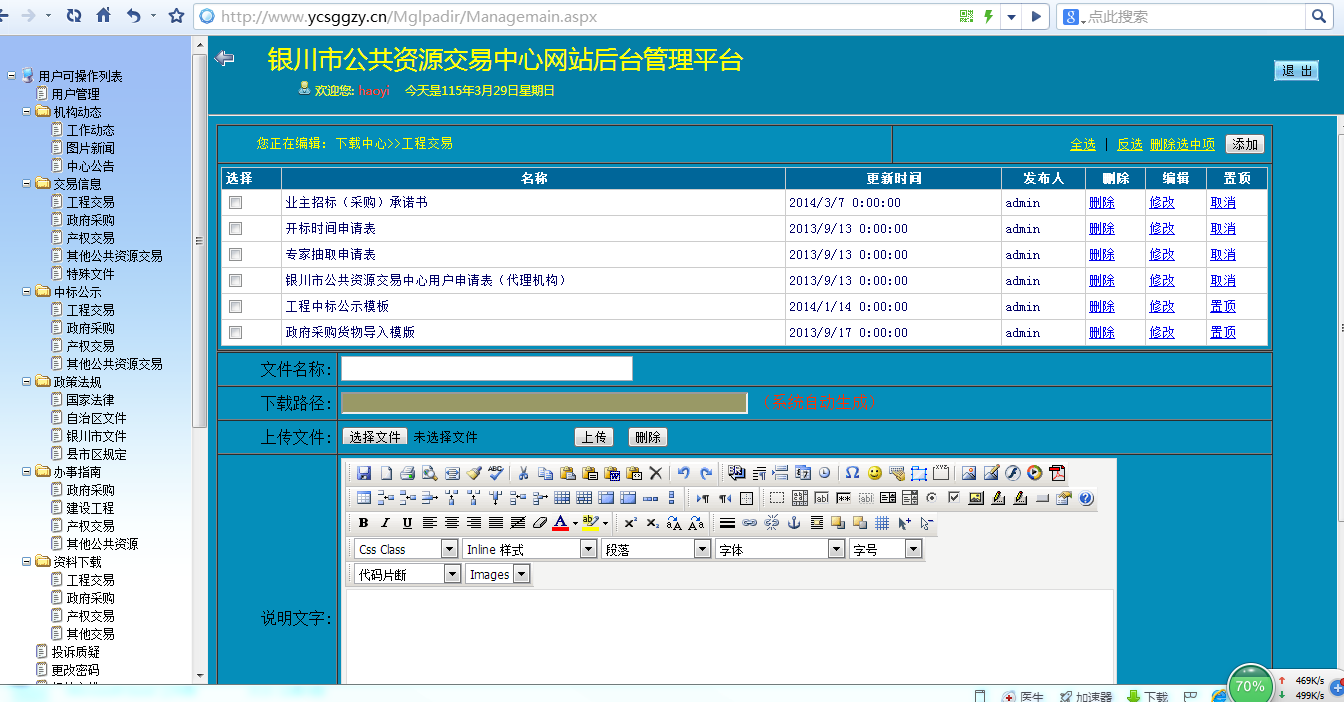 http://www.ycsggzy.cn/Mglpadir/Managemain.aspx
点此搜索
用户可操作列表
用户管理
机构动态
工作动态
图片新闻
中心公告
交易信息
工程交易
政府采购
产权交易
其他公共资源交易
特殊文件
中标公示
工程交易
政府采购
产权交易
其他公共资源交易
政策法规
国家法律
自治区文件
银川市文件
县市区规定
办事指南
政府采购
建设工程
产权交易
其他公共资源
资料下载
工程交易
政府采购
产权交易
其他交易
投诉质疑
更改密码
银川市公共资源交易中心网站后台管理平台
欢迎您: haoyi 今天是115年3月29日星期日
退 出
您正在编辑: 下载中心>>工程交易
全选 | 反选 删除选中项 添加
选择 名称 更新时间 发布人 删除 编辑 置顶
业主招标（采购）承诺书 2014/3/7 0:00:00 admin 删除 修改 取消
开标时间申请表 2013/9/13 0:00:00 admin 删除 修改 取消
专家抽取申请表 2013/9/13 0:00:00 admin 删除 修改 取消
银川市公共资源交易中心用户申请表（代理机构） 2013/9/13 0:00:00 admin 删除 修改 取消
工程中标公示模板 2014/1/14 0:00:00 admin 删除 修改 置顶
政府采购货物导入模版 2013/9/17 0:00:00 admin 删除 修改 置顶
文件名称:
下载路径:
上传文件: 选择文件 未选择文件 上传 删除
Css Class Inline 样式 段落 字体 字号
代码片断 Images
说明文字:
医生 加速器 下载
70% 469K/s
499K/s